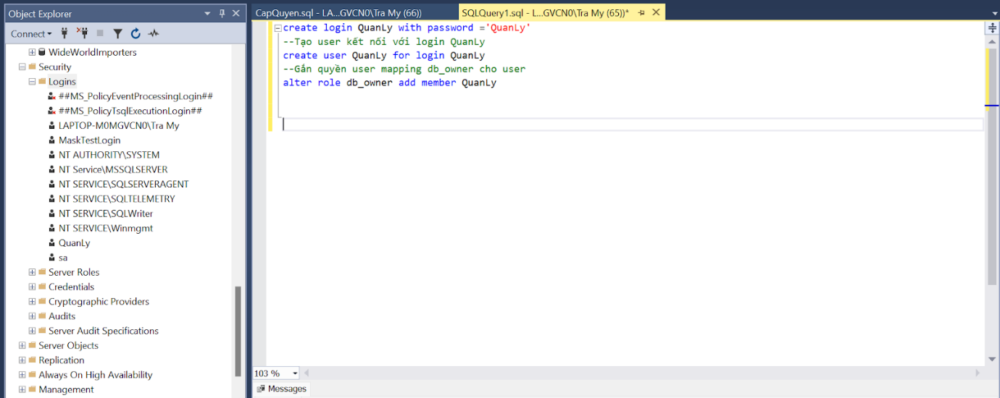 Object Explorer
Connect
WideWorldImporters
Security
Logins
##MS_PolicyEventProcessingLogin##
##MS_PolicyTsqlExecutionLogin##
LAPTOP-M0MGVCN0\Tra My
MaskTestLogin
NT AUTHORITY\SYSTEM
NT Service\MSSQLSERVER
NT SERVICE\SQLSERVERAGENT
NT SERVICE\SQLTELEMETRY
NT SERVICE\SQLWriter
NT SERVICE\Winmgmt
QuanLy
sa
Server Roles
Credentials
Cryptographic Providers
Audits
Server Audit Specifications
Server Objects
Replication
Always On High Availability
Management
CapQuyen.sql - LA...GVCN0\Tra My (66))
SQLQuery1.sql - L...GVCN0\Tra My (65))*
create login QuanLy with password ='QuanLy'
--Tạo user kết nối với login QuanLy
create user QuanLy for login QuanLy
--Gắn quyền user mapping db_owner cho user
alter role db_owner add member QuanLy
103 %
Messages